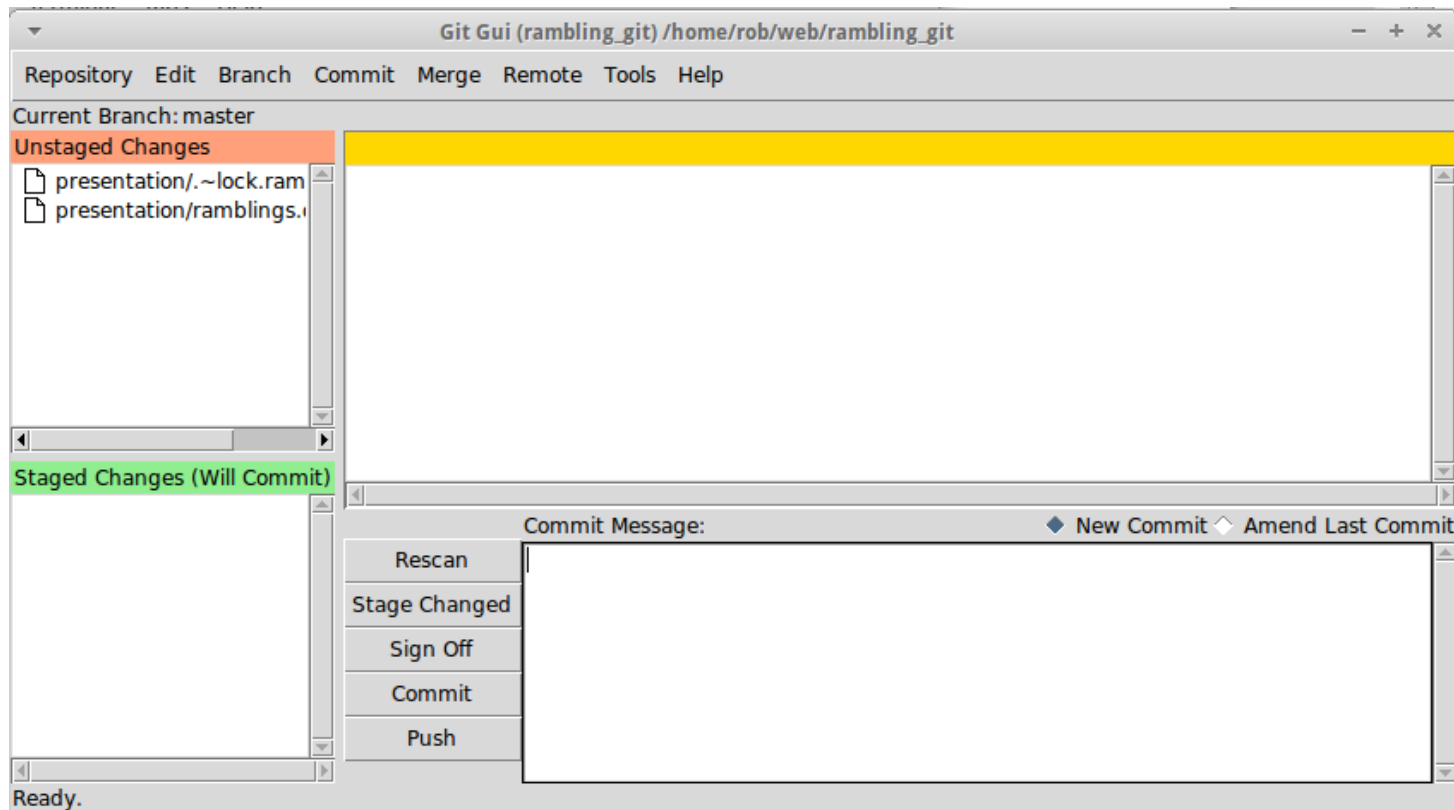 Git Gui (rambling_git) /home/rob/web/rambling_git
Repository Edit Branch Commit Merge Remote Tools Help
Current Branch: master
Unstaged Changes
presentation/.~lock.ram
presentation/ramblings.
Staged Changes (Will Commit)
Commit Message:
New Commit
Amend Last Commit
Rescan
Stage Changed
Sign Off
Commit
Push
Ready.